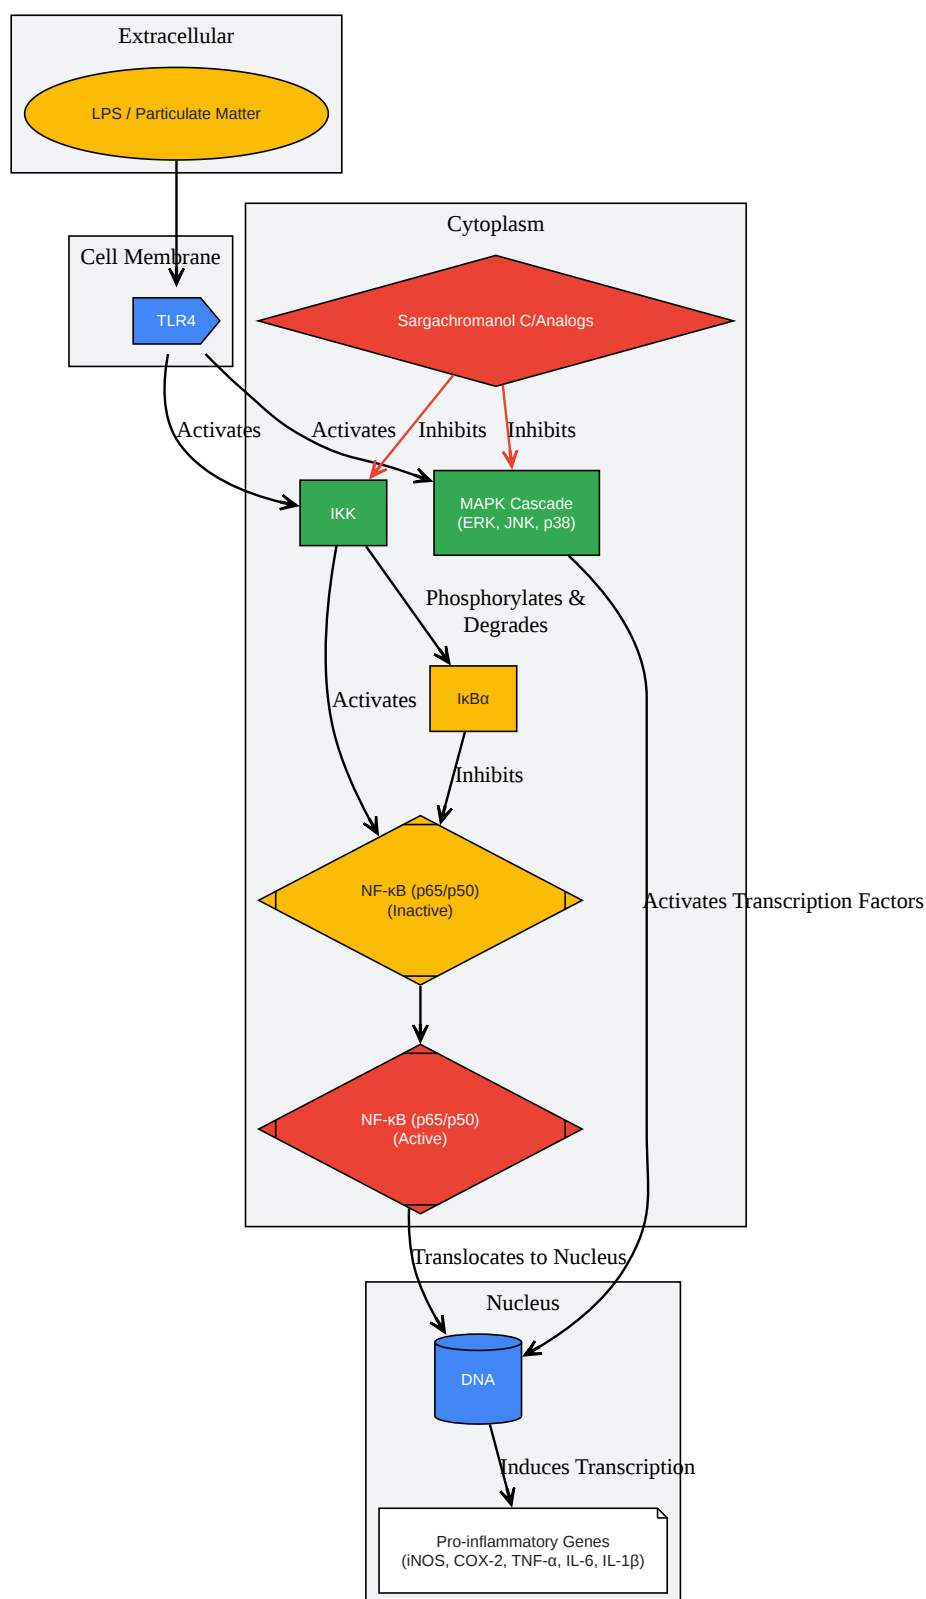 Extracellular
LPS / Particulate Matter
Cytoplasm
Cell Membrane
TLR4
Sargachromanol C/Analogs
Activates
Activates
Inhibits
Inhibits
IKK
MAPK Cascade
(ERK, JNK, p38)
Phosphorylates &
Degrades
Activates
IκBα
Inhibits
NF-κB (p65/p50)
(Inactive)
Activates Transcription Factors
NF-κB (p65/p50)
(Active)
Translocates to Nucleus
Nucleus
DNA
Induces Transcription
Pro-inflammatory Genes
(iNOS, COX-2, TNF-α, IL-6, IL-1β)